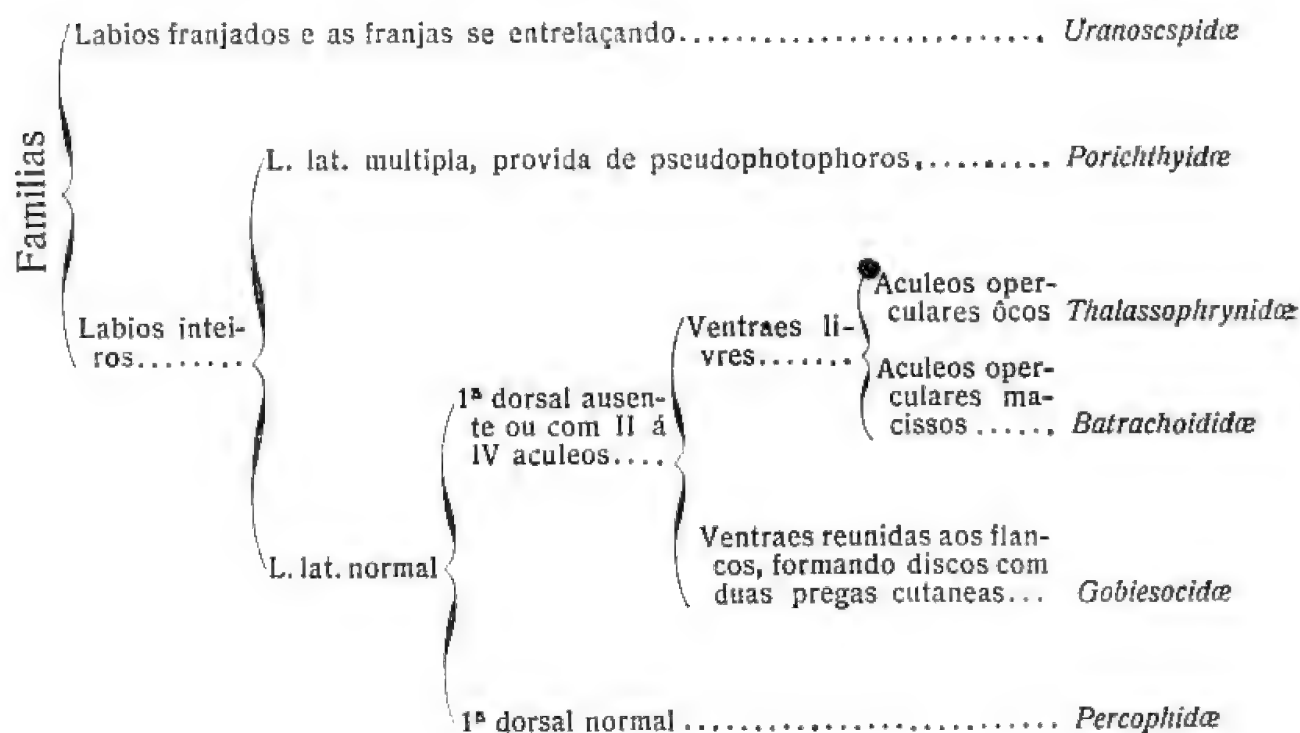 Familias
Labios franjados e as franjas se entrelaçando.......................... Uranoscspidæ
L. lat. multipla, provida de pseudophotophoros,......... Porichthyidæ
Labios intei-
ros........
Ventraes li-
vres.......
Aculeos oper-
culares ôcos Thalassophrynidæ
Aculeos oper-
culares ma-
cissos ...... Batrachoididæ
1ª dorsal ausen-
te ou com II á
IV aculeos....
Ventraes reunidas aos flan-
cos, formando discos com
duas pregas cutaneas... Gobiesocidæ
L. lat. normal
1ª dorsal normal ............................ Percophidæ